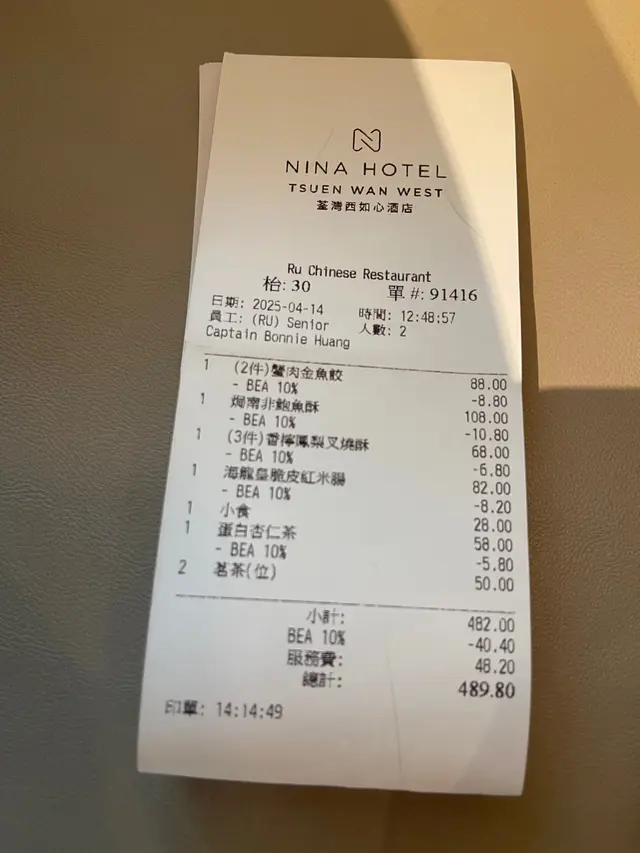 NINA HOTEL
TSUEN WAN WEST
荃灣西如心酒店
Ru Chinese Restaurant
枱: 30 單 #: 91416
日期: 2025-04-14 時間: 12:48:57
員工: (RU) Senior 人數: 2
Captain Bonnie Huang
1 (2件)蟹肉金魚餃 88.00
- BEA 10% -8.80
1 焗南非鮑魚酥 108.00
- BEA 10% -10.80
1 (3件)香檸鳳梨叉燒酥 68.00
- BEA 10% -6.80
1 海龍皇脆皮紅米腸 82.00
- BEA 10% -8.20
1 小食 28.00
1 蛋白杏仁茶 58.00
- BEA 10% -5.80
2 茗茶(位) 50.00
小計: 482.00
BEA 10% -40.40
服務費: 48.20
總計: 489.80
印單: 14:14:49